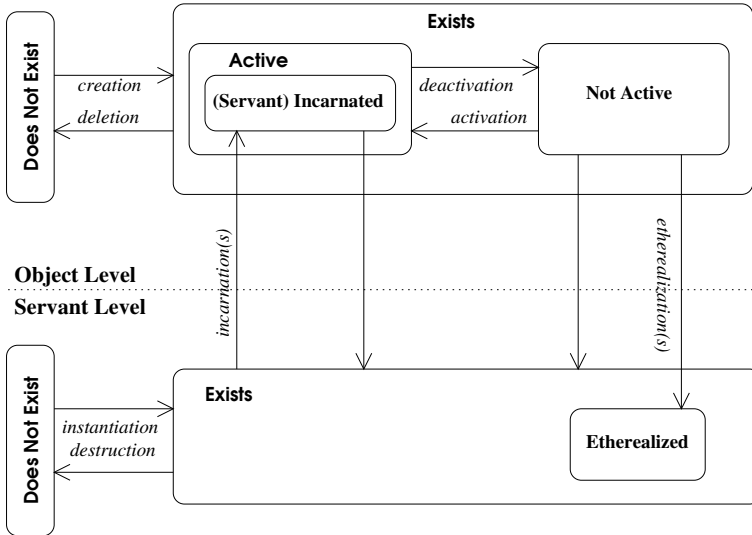 Exists
Does Not Exist
Active
(Servant) Incarnated
Not Active
creation
deletion
deactivation
activation
incarnation(s)
etherealization(s)
Object Level
Servant Level
Does Not Exist
Exists
instantiation
destruction
Etherealized